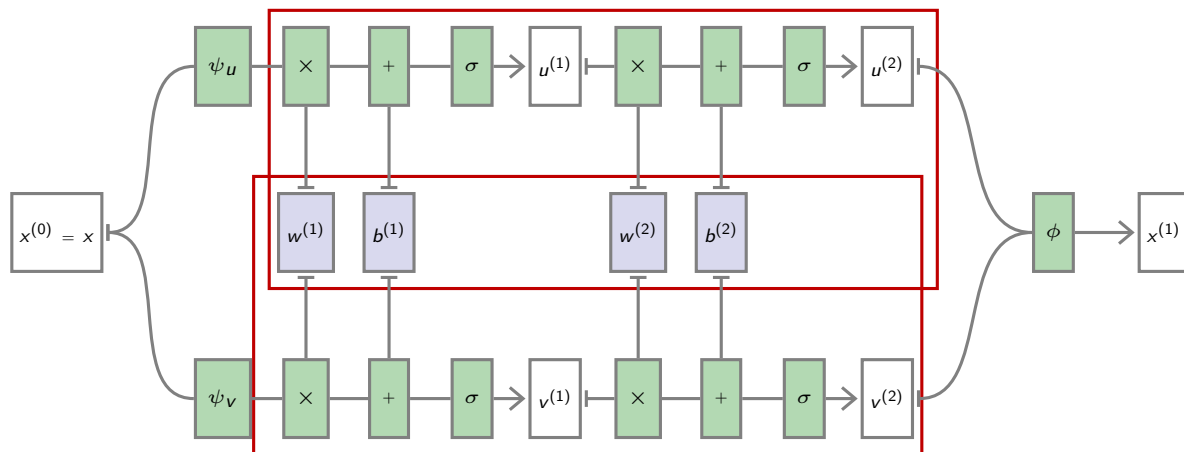 ψu × + σ u(1) × + σ u(2)
x(0) = x w(1) b(1) w(2) b(2) ϕ x(1)
ψv × + σ v(1) × + σ v(2)